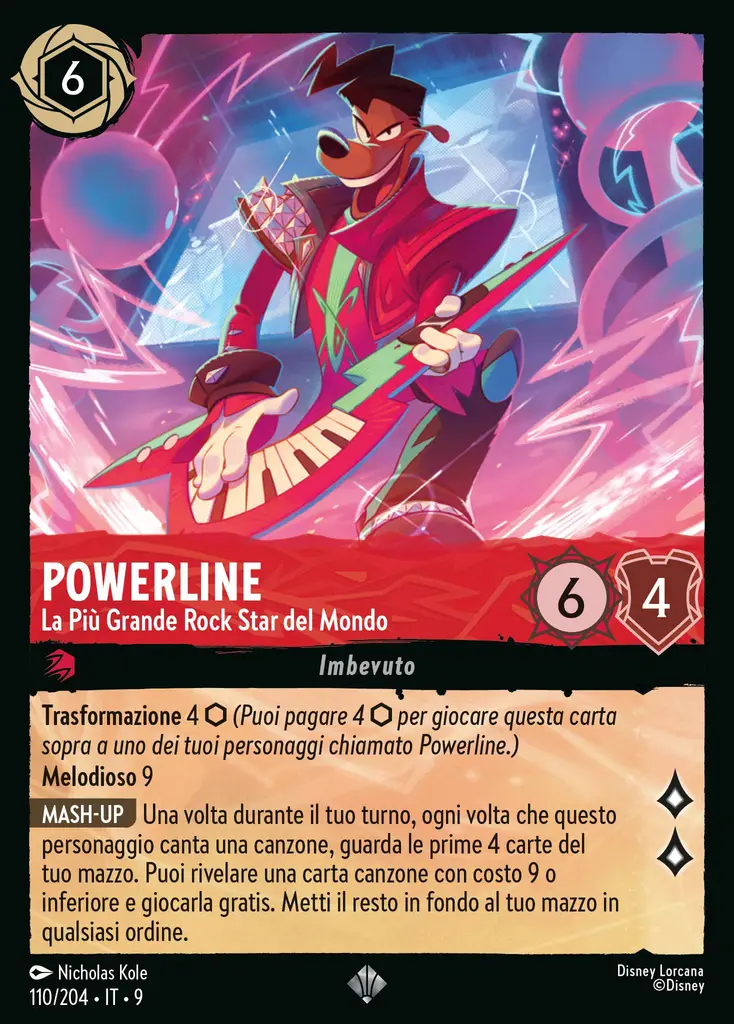 6
POWERLINE
La Più Grande Rock Star del Mondo
6
4
Imbevuto
Trasformazione 4 (Puoi pagare 4 per giocare questa carta
sopra a uno dei tuoi personaggi chiamato Powerline.)
Melodioso 9
MASH-UP Una volta durante il tuo turno, ogni volta che questo
personaggio canta una canzone, guarda le prime 4 carte del
tuo mazzo. Puoi rivelare una carta canzone con costo 9 o
inferiore e giocarla gratis. Metti il resto in fondo al tuo mazzo in
qualsiasi ordine.
Nicholas Kole
110/204 • IT • 9
Disney Lorcana
©Disney